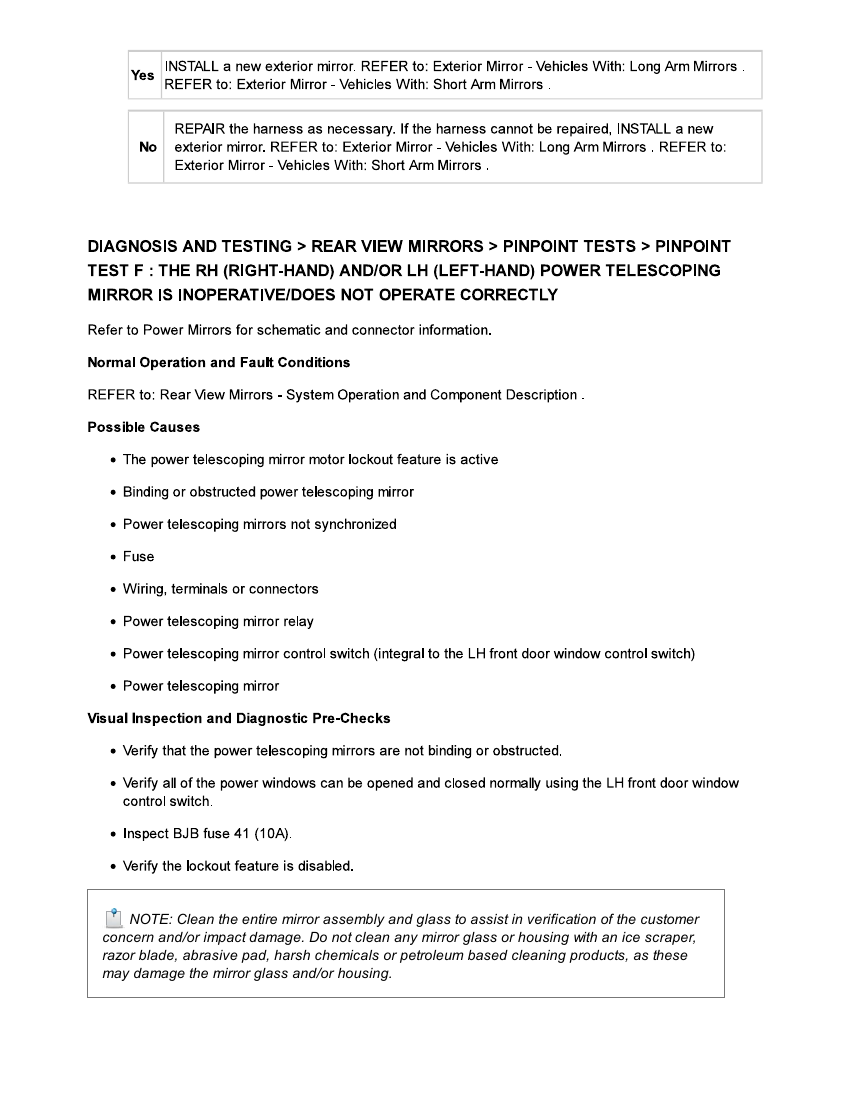 Yes
INSTALL a new exterior mirror. REFER to: Exterior Mirror - Vehicles With: Long Arm Mirrors .
REFER to: Exterior Mirror - Vehicles With: Short Arm Mirrors .
No
REPAIR the harness as necessary. If the harness cannot be repaired, INSTALL a new
exterior mirror. REFER to: Exterior Mirror - Vehicles With: Long Arm Mirrors . REFER to:
Exterior Mirror - Vehicles With: Short Arm Mirrors .
DIAGNOSIS AND TESTING > REAR VIEW MIRRORS > PINPOINT TESTS > PINPOINT
TEST F : THE RH (RIGHT-HAND) AND/OR LH (LEFT-HAND) POWER TELESCOPING
MIRROR IS INOPERATIVE/DOES NOT OPERATE CORRECTLY
Refer to Power Mirrors for schematic and connector information.
Normal Operation and Fault Conditions
REFER to: Rear View Mirrors - System Operation and Component Description .
Possible Causes
• The power telescoping mirror motor lockout feature is active
• Binding or obstructed power telescoping mirror
• Power telescoping mirrors not synchronized
• Fuse
• Wiring, terminals or connectors
• Power telescoping mirror relay
• Power telescoping mirror control switch (integral to the LH front door window control switch)
• Power telescoping mirror
Visual Inspection and Diagnostic Pre-Checks
• Verify that the power telescoping mirrors are not binding or obstructed.
• Verify all of the power windows can be opened and closed normally using the LH front door window
control switch.
• Inspect BJB fuse 41 (10A).
• Verify the lockout feature is disabled.
NOTE: Clean the entire mirror assembly and glass to assist in verification of the customer
concern and/or impact damage. Do not clean any mirror glass or housing with an ice scraper,
razor blade, abrasive pad, harsh chemicals or petroleum based cleaning products, as these
may damage the mirror glass and/or housing.